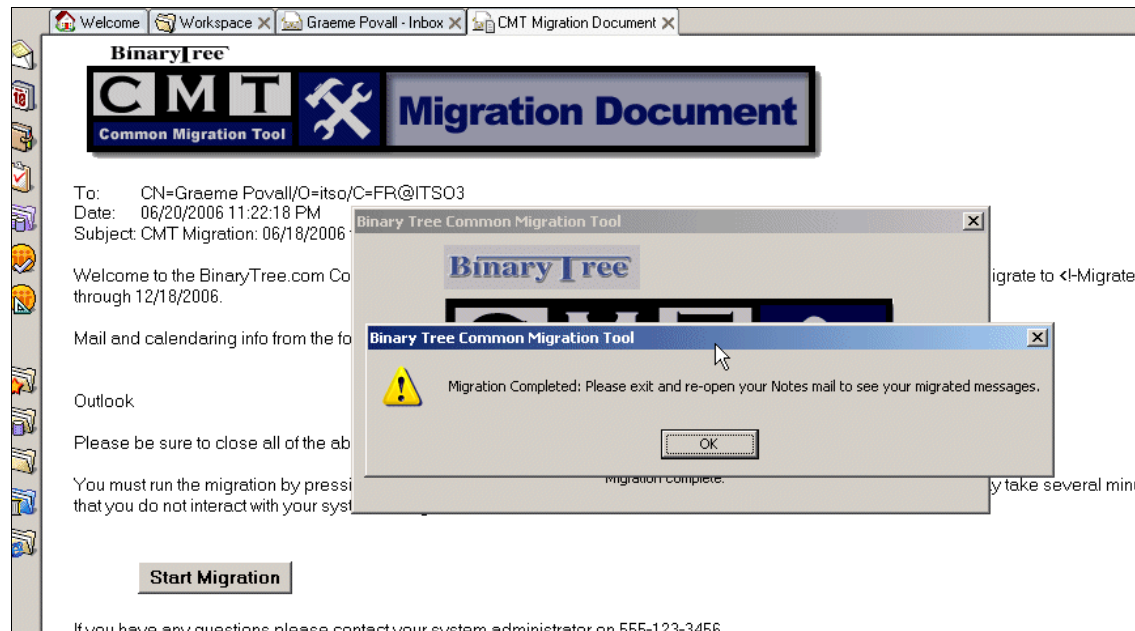 Welcome Workspace Graeme Povall - Inbox CMT Migration Document
BinaryTree
CMT
Common Migration Tool
Migration Document
18
To: CN=Graeme Povall/O=itso/C=FR@ITSO3
Date: 06/20/2006 11:22:18 PM
Subject: CMT Migration: 06/18/2006
Binary Tree Common Migration Tool
Binary Tree
Welcome to the BinaryTree.com Co
igrate to <!-Migrate
through 12/18/2006.
Mail and calendaring info from the fo
Binary Tree Common Migration Tool
Migration Completed: Please exit and re-open your Notes mail to see your migrated messages.
OK
Outlook
Please be sure to close all of the ab
Migration complete.
You must run the migration by pressi
y take several min
that you do not interact with your syst
Start Migration
If you have any questions please contact your system administrator on 555-123-3456